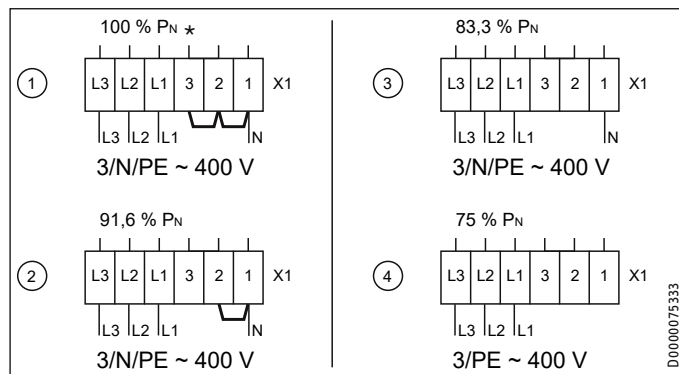 100 % PN *
1
L3 L2 L1 3 2 1 X1
L3 L2 L1 N
3/N/PE ~ 400 V
91,6 % PN
2
L3 L2 L1 3 2 1 X1
L3 L2 L1 N
3/N/PE ~ 400 V
83,3 % PN
3
L3 L2 L1 3 2 1 X1
L3 L2 L1 N
3/N/PE ~ 400 V
75 % PN
4
L3 L2 L1 3 2 1 X1
L3 L2 L1
3/PE ~ 400 V
D0000075333